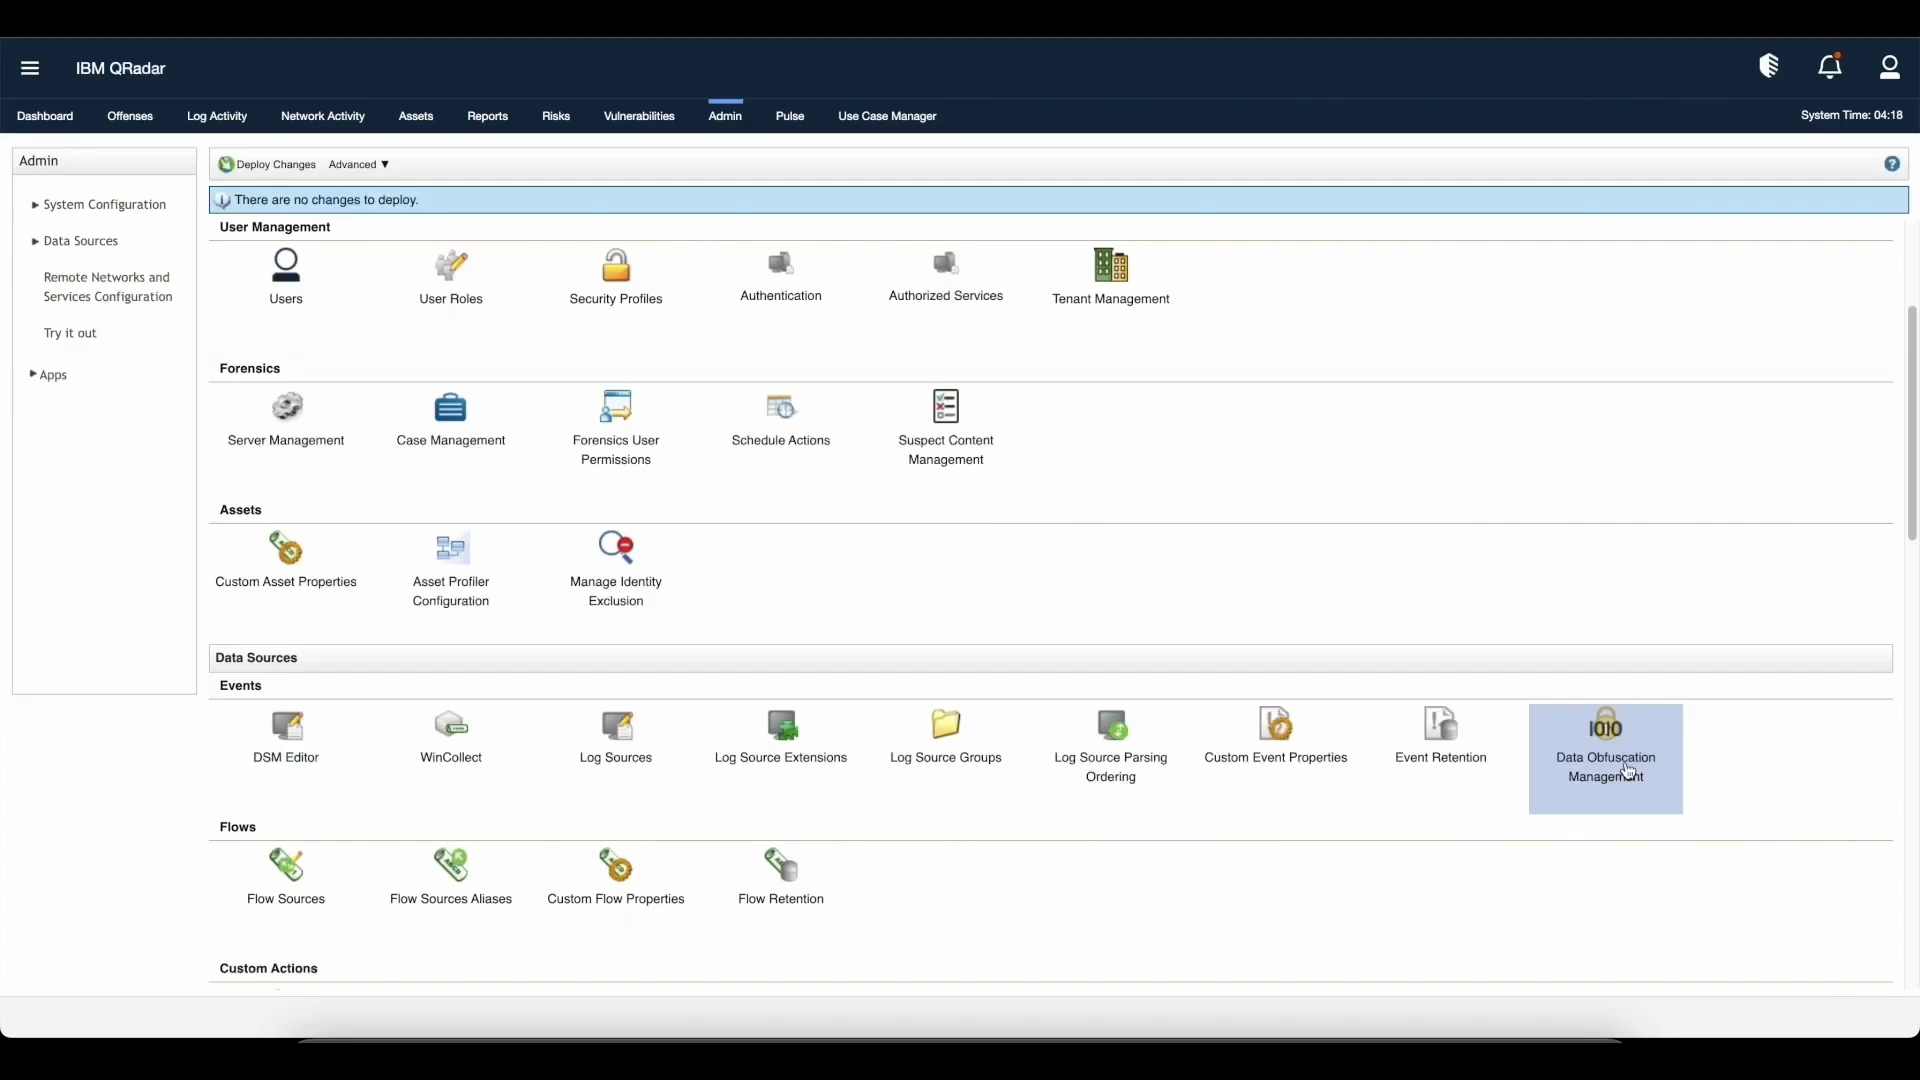 IBM QRadar
Dashboard Offenses Log Activity Network Activity Assets Reports Risks Vulnerabilities Admin Pulse Use Case Manager System Time: 04:18
Admin
System Configuration
Data Sources
Remote Networks and
Services Configuration
Try it out
Apps
Deploy Changes Advanced ▼
There are no changes to deploy.
User Management
Users User Roles Security Profiles Authentication Authorized Services Tenant Management
Forensics
Server Management Case Management Forensics User Schedule Actions Suspect Content
Permissions Management
Assets
Custom Asset Properties Asset Profiler Manage Identity
Configuration Exclusion
Data Sources
Events
1010
DSM Editor WinCollect Log Sources Log Source Extensions Log Source Groups Log Source Parsing Custom Event Properties Event Retention Data Obfuscation
Ordering Management
Flows
Flow Sources Flow Sources Aliases Custom Flow Properties Flow Retention
Custom Actions